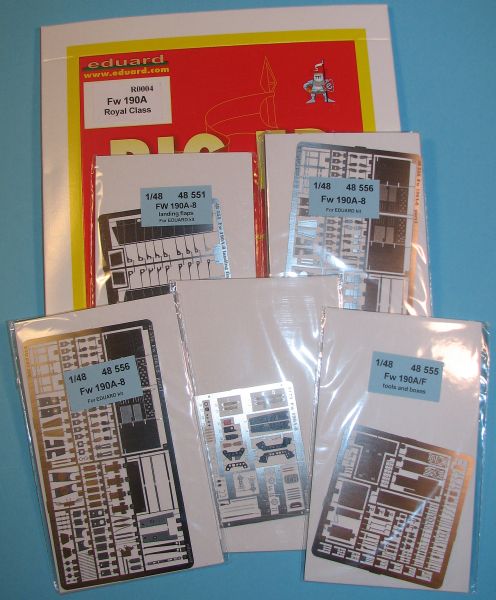 eduard
www.eduard.com
R0004
Fw 190A
Royal Class
BIG ED
1/48 48 551
FW 190A-8
landing flaps
For EDUARD kit
1/48 48 556
Fw 190A-8
For EDUARD kit
1/48 48 556
Fw 190A-8
For EDUARD kit
1/48 48 555
Fw 190A/F
tools and boxes